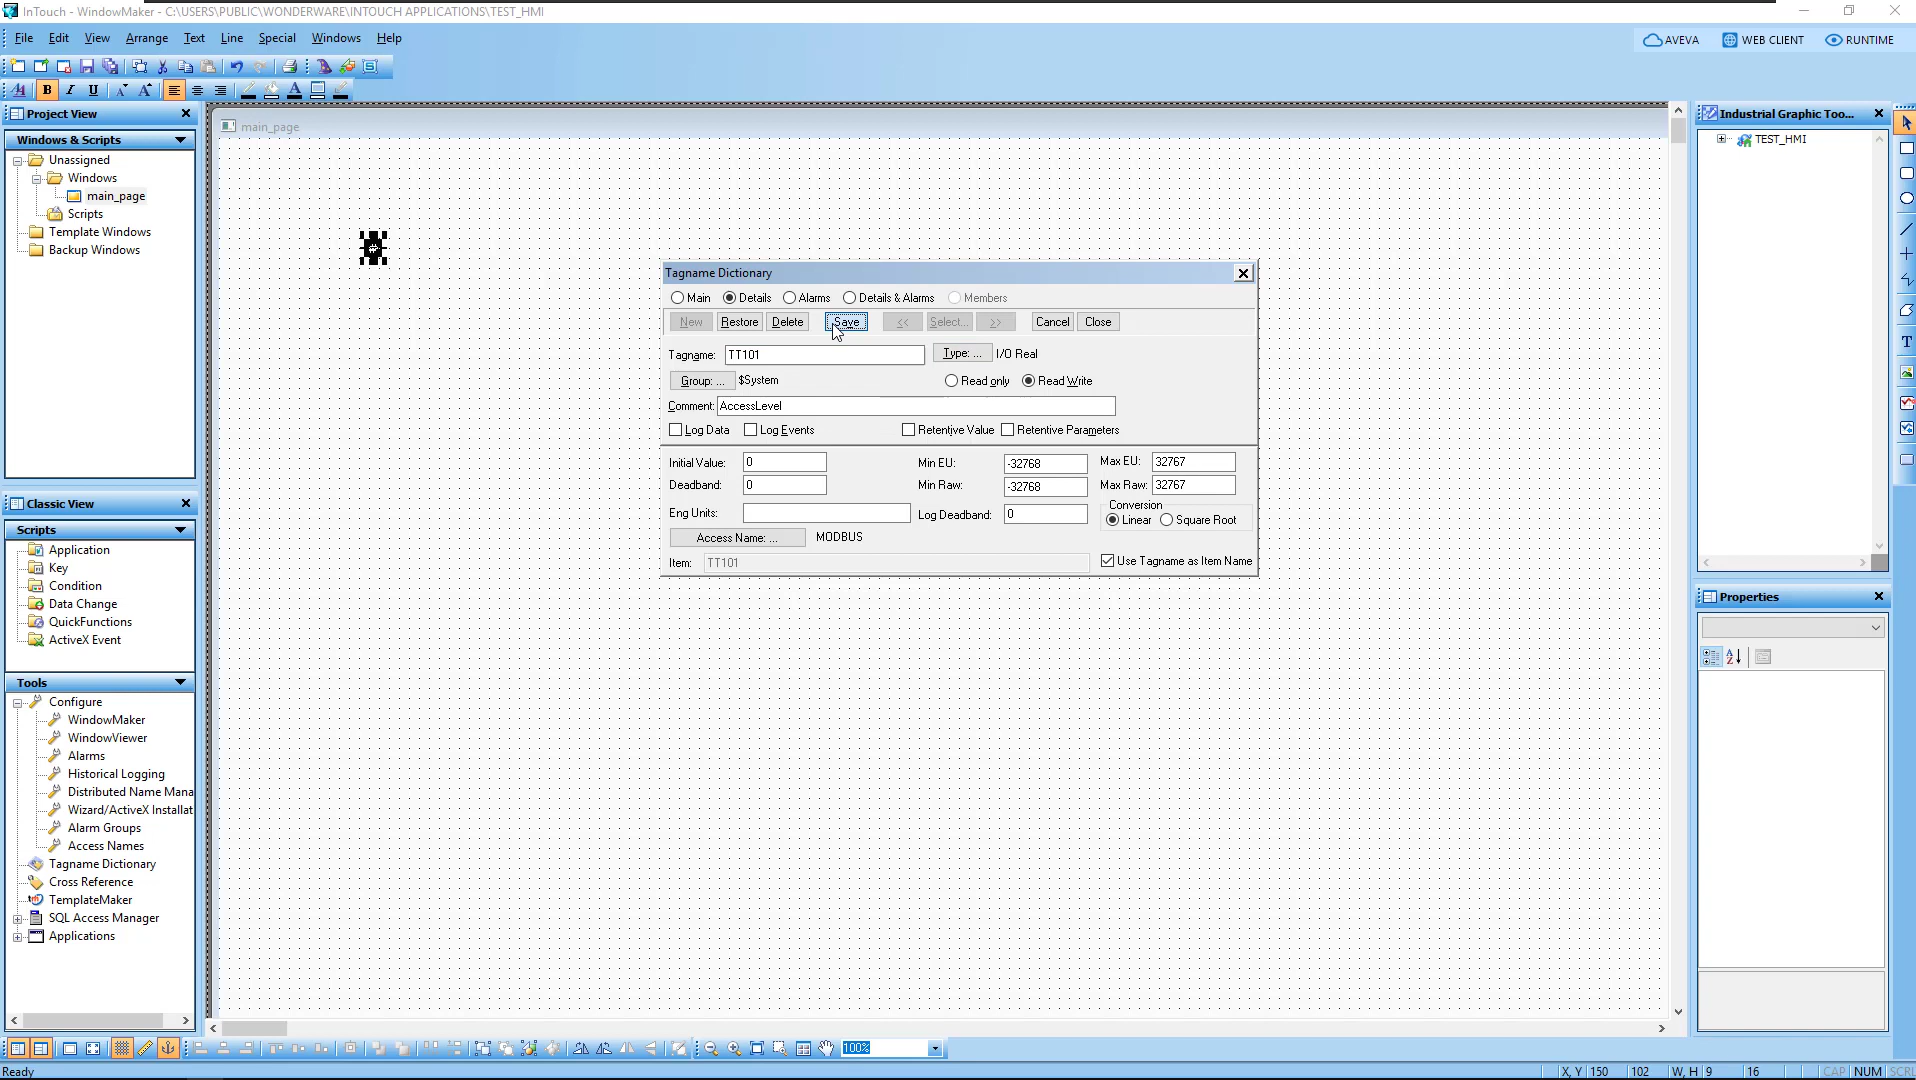 InTouch - WindowMaker - C:\USERS\PUBLIC\WONDERWARE\INTOUCH APPLICATIONS\TEST_HMI
File Edit View Arrange Text Line Special Windows Help
AVEVA WEB CLIENT RUNTIME
Project View
Windows & Scripts
Unassigned
Windows
main_page
Scripts
Template Windows
Backup Windows
Classic View
Scripts
Application
Key
Condition
Data Change
QuickFunctions
ActiveX Event
Tools
Configure
WindowMaker
WindowViewer
Alarms
Historical Logging
Distributed Name Mana
Wizard/ActiveX Installat
Alarm Groups
Access Names
Tagname Dictionary
Cross Reference
TemplateMaker
SQL Access Manager
Applications
main_page
#
Tagname Dictionary
Main Details Alarms Details & Alarms Members
New Restore Delete Save << Select... >> Cancel Close
Tagname: TT101 Type: ... I/O Real
Group: ... $System Read only Read Write
Comment: AccessLevel
Log Data Log Events Retentive Value Retentive Parameters
Initial Value: 0 Min EU: -32768 Max EU: 32767
Deadband: 0 Min Raw: -32768 Max Raw: 32767
Eng Units: Log Deadband: 0 Conversion
Linear Square Root
Access Name: ... MODBUS
Item: TT101 Use Tagname as Item Name
Industrial Graphic Too...
TEST_HMI
Properties
100%
Ready X, Y 150 102 W, H 9 16 CAP NUM SCRL